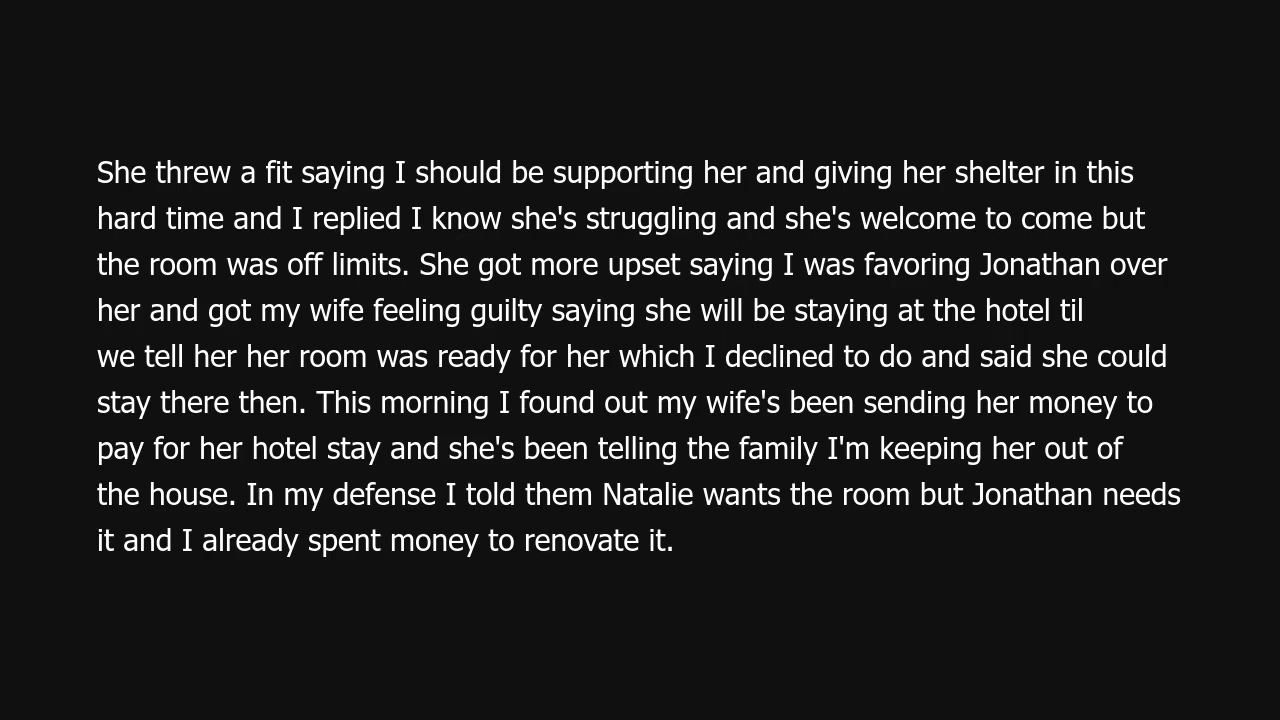 She threw a fit saying I should be supporting her and giving her shelter in this
hard time and I replied I know she's struggling and she's welcome to come but
the room was off limits. She got more upset saying I was favoring Jonathan over
her and got my wife feeling guilty saying she will be staying at the hotel til
we tell her her room was ready for her which I declined to do and said she could
stay there then. This morning I found out my wife's been sending her money to
pay for her hotel stay and she's been telling the family I'm keeping her out of
the house. In my defense I told them Natalie wants the room but Jonathan needs
it and I already spent money to renovate it.